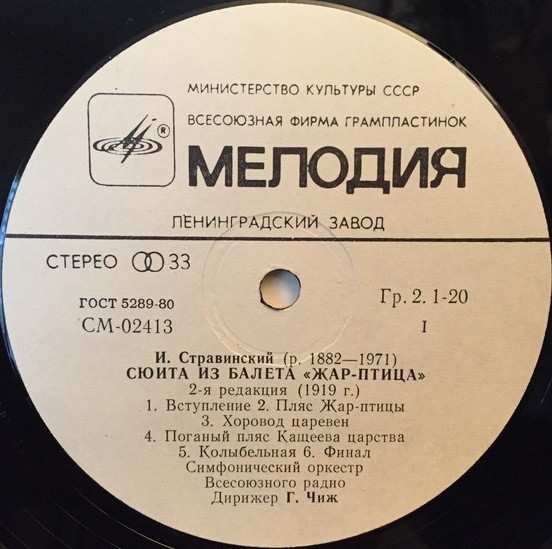 МИНИСТЕРСТВО КУЛЬТУРЫ СССР
ВСЕСОЮЗНАЯ ФИРМА ГРАМПЛАСТИНОК
®
МЕЛОДИЯ
ЛЕНИНГРАДСКИЙ ЗАВОД
СТЕРЕО 33
ГОСТ 5289-80
Гр. 2. 1-20
СМ-02413
I
И. Стравинский (р. 1882—1971)
СЮИТА ИЗ БАЛЕТА «ЖАР-ПТИЦА»
2-я редакция (1919 г.)
1. Вступление 2. Пляс Жар-птицы
3. Хоровод царевен
4. Поганый пляс Кащеева царства
5. Колыбельная 6. Финал
Симфонический оркестр
Всесоюзного радио
Дирижер Г. Чиж